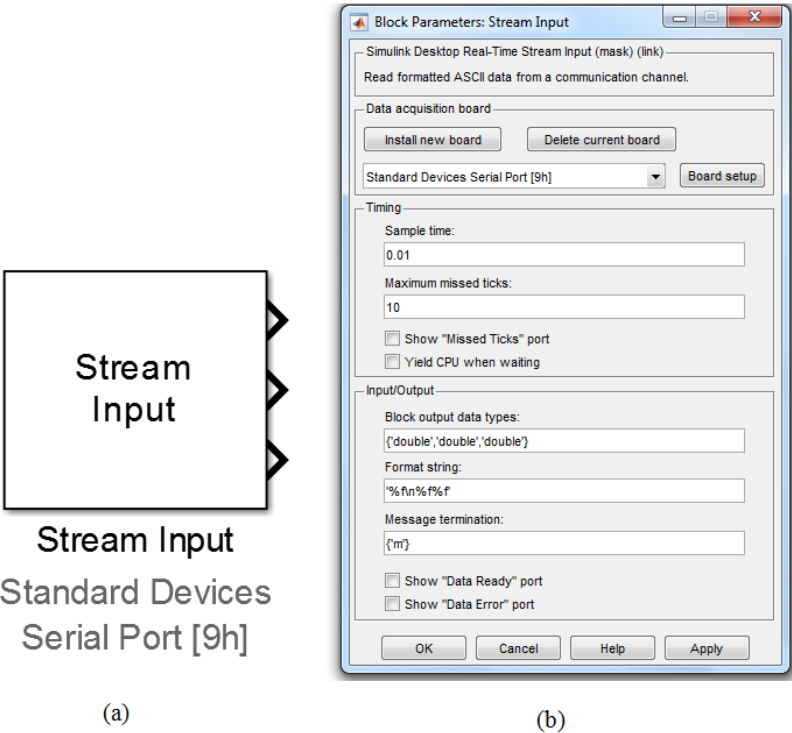 Stream
Input
Stream Input
Standard Devices
Serial Port [9h]
(a)
Block Parameters: Stream Input
Simulink Desktop Real-Time Stream Input (mask) (link)
Read formatted ASCII data from a communication channel.
Data acquisition board
Install new board Delete current board
Standard Devices Serial Port [9h] Board setup
Timing
Sample time:
0.01
Maximum missed ticks:
10
Show "Missed Ticks" port
Yield CPU when waiting
Input/Output
Block output data types:
{'double','double','double'}
Format string:
'%f\n%f%f'
Message termination:
{'m'}
Show "Data Ready" port
Show "Data Error" port
OK Cancel Help Apply
(b)